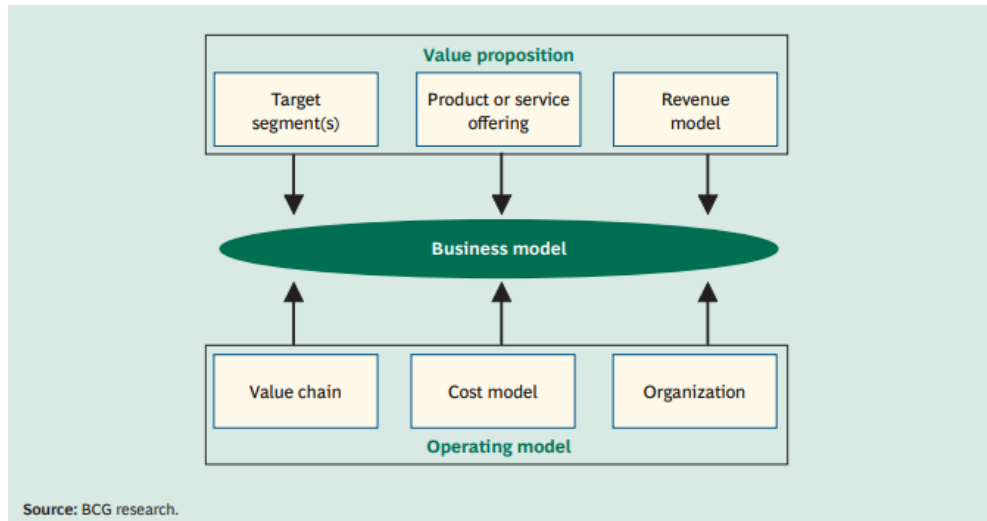 Value proposition
Target
segment(s)
Product or service
offering
Revenue
model
Business model
Value chain
Cost model
Organization
Operating model
Source: BCG research.